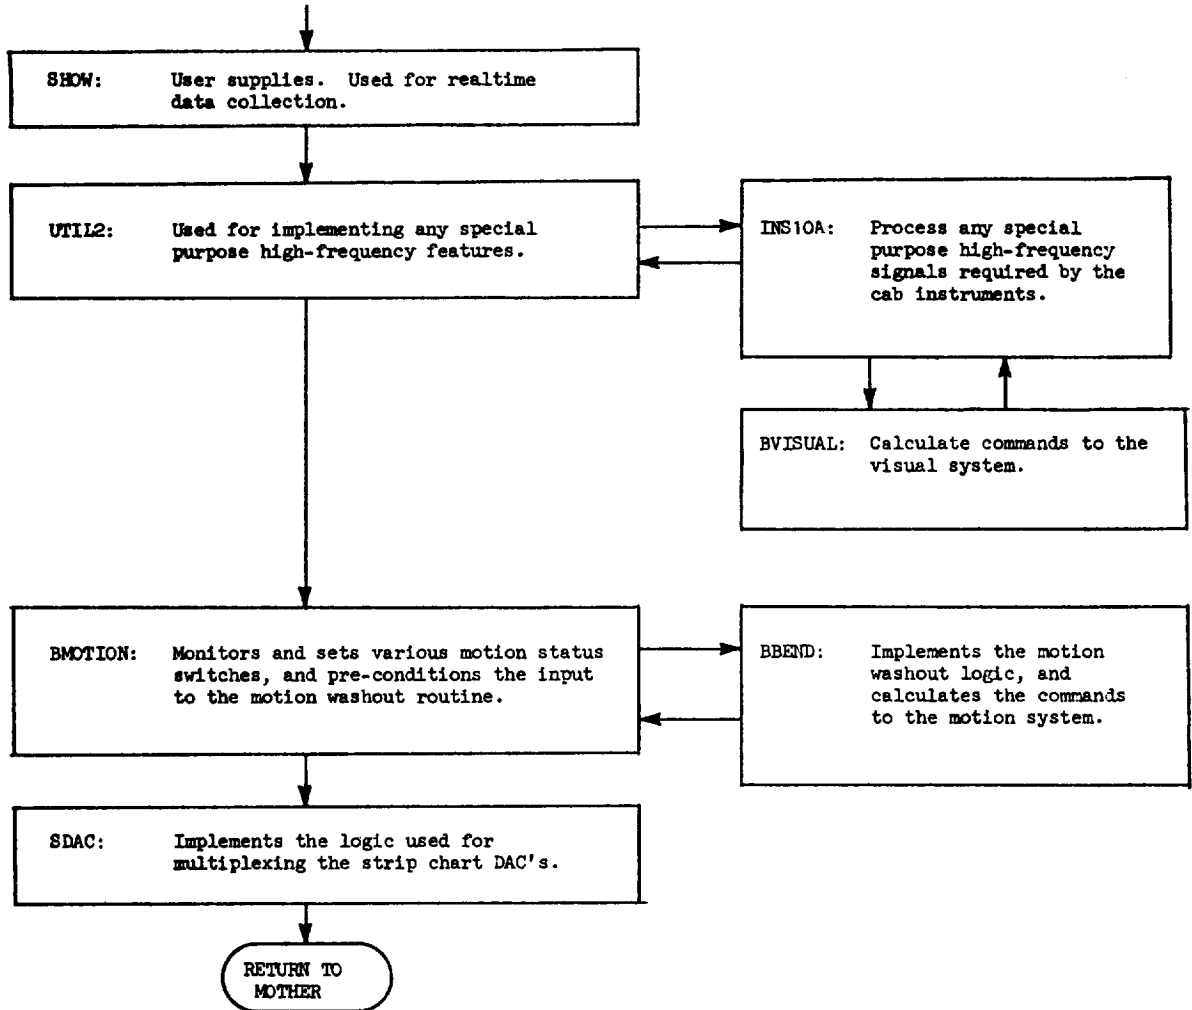 SHOW: User supplies. Used for realtime
data collection.
UTIL2: Used for implementing any special
purpose high-frequency features.
INS10A: Process any special
purpose high-frequency
signals required by the
cab instruments.
BVISUAL: Calculate commands to the
visual system.
BMOTION: Monitors and sets various motion status
switches, and pre-conditions the input
to the motion washout routine.
BBEND: Implements the motion
washout logic, and
calculates the commands
to the motion system.
SDAC: Implements the logic used for
multiplexing the strip chart DAC's.
RETURN TO
MOTHER